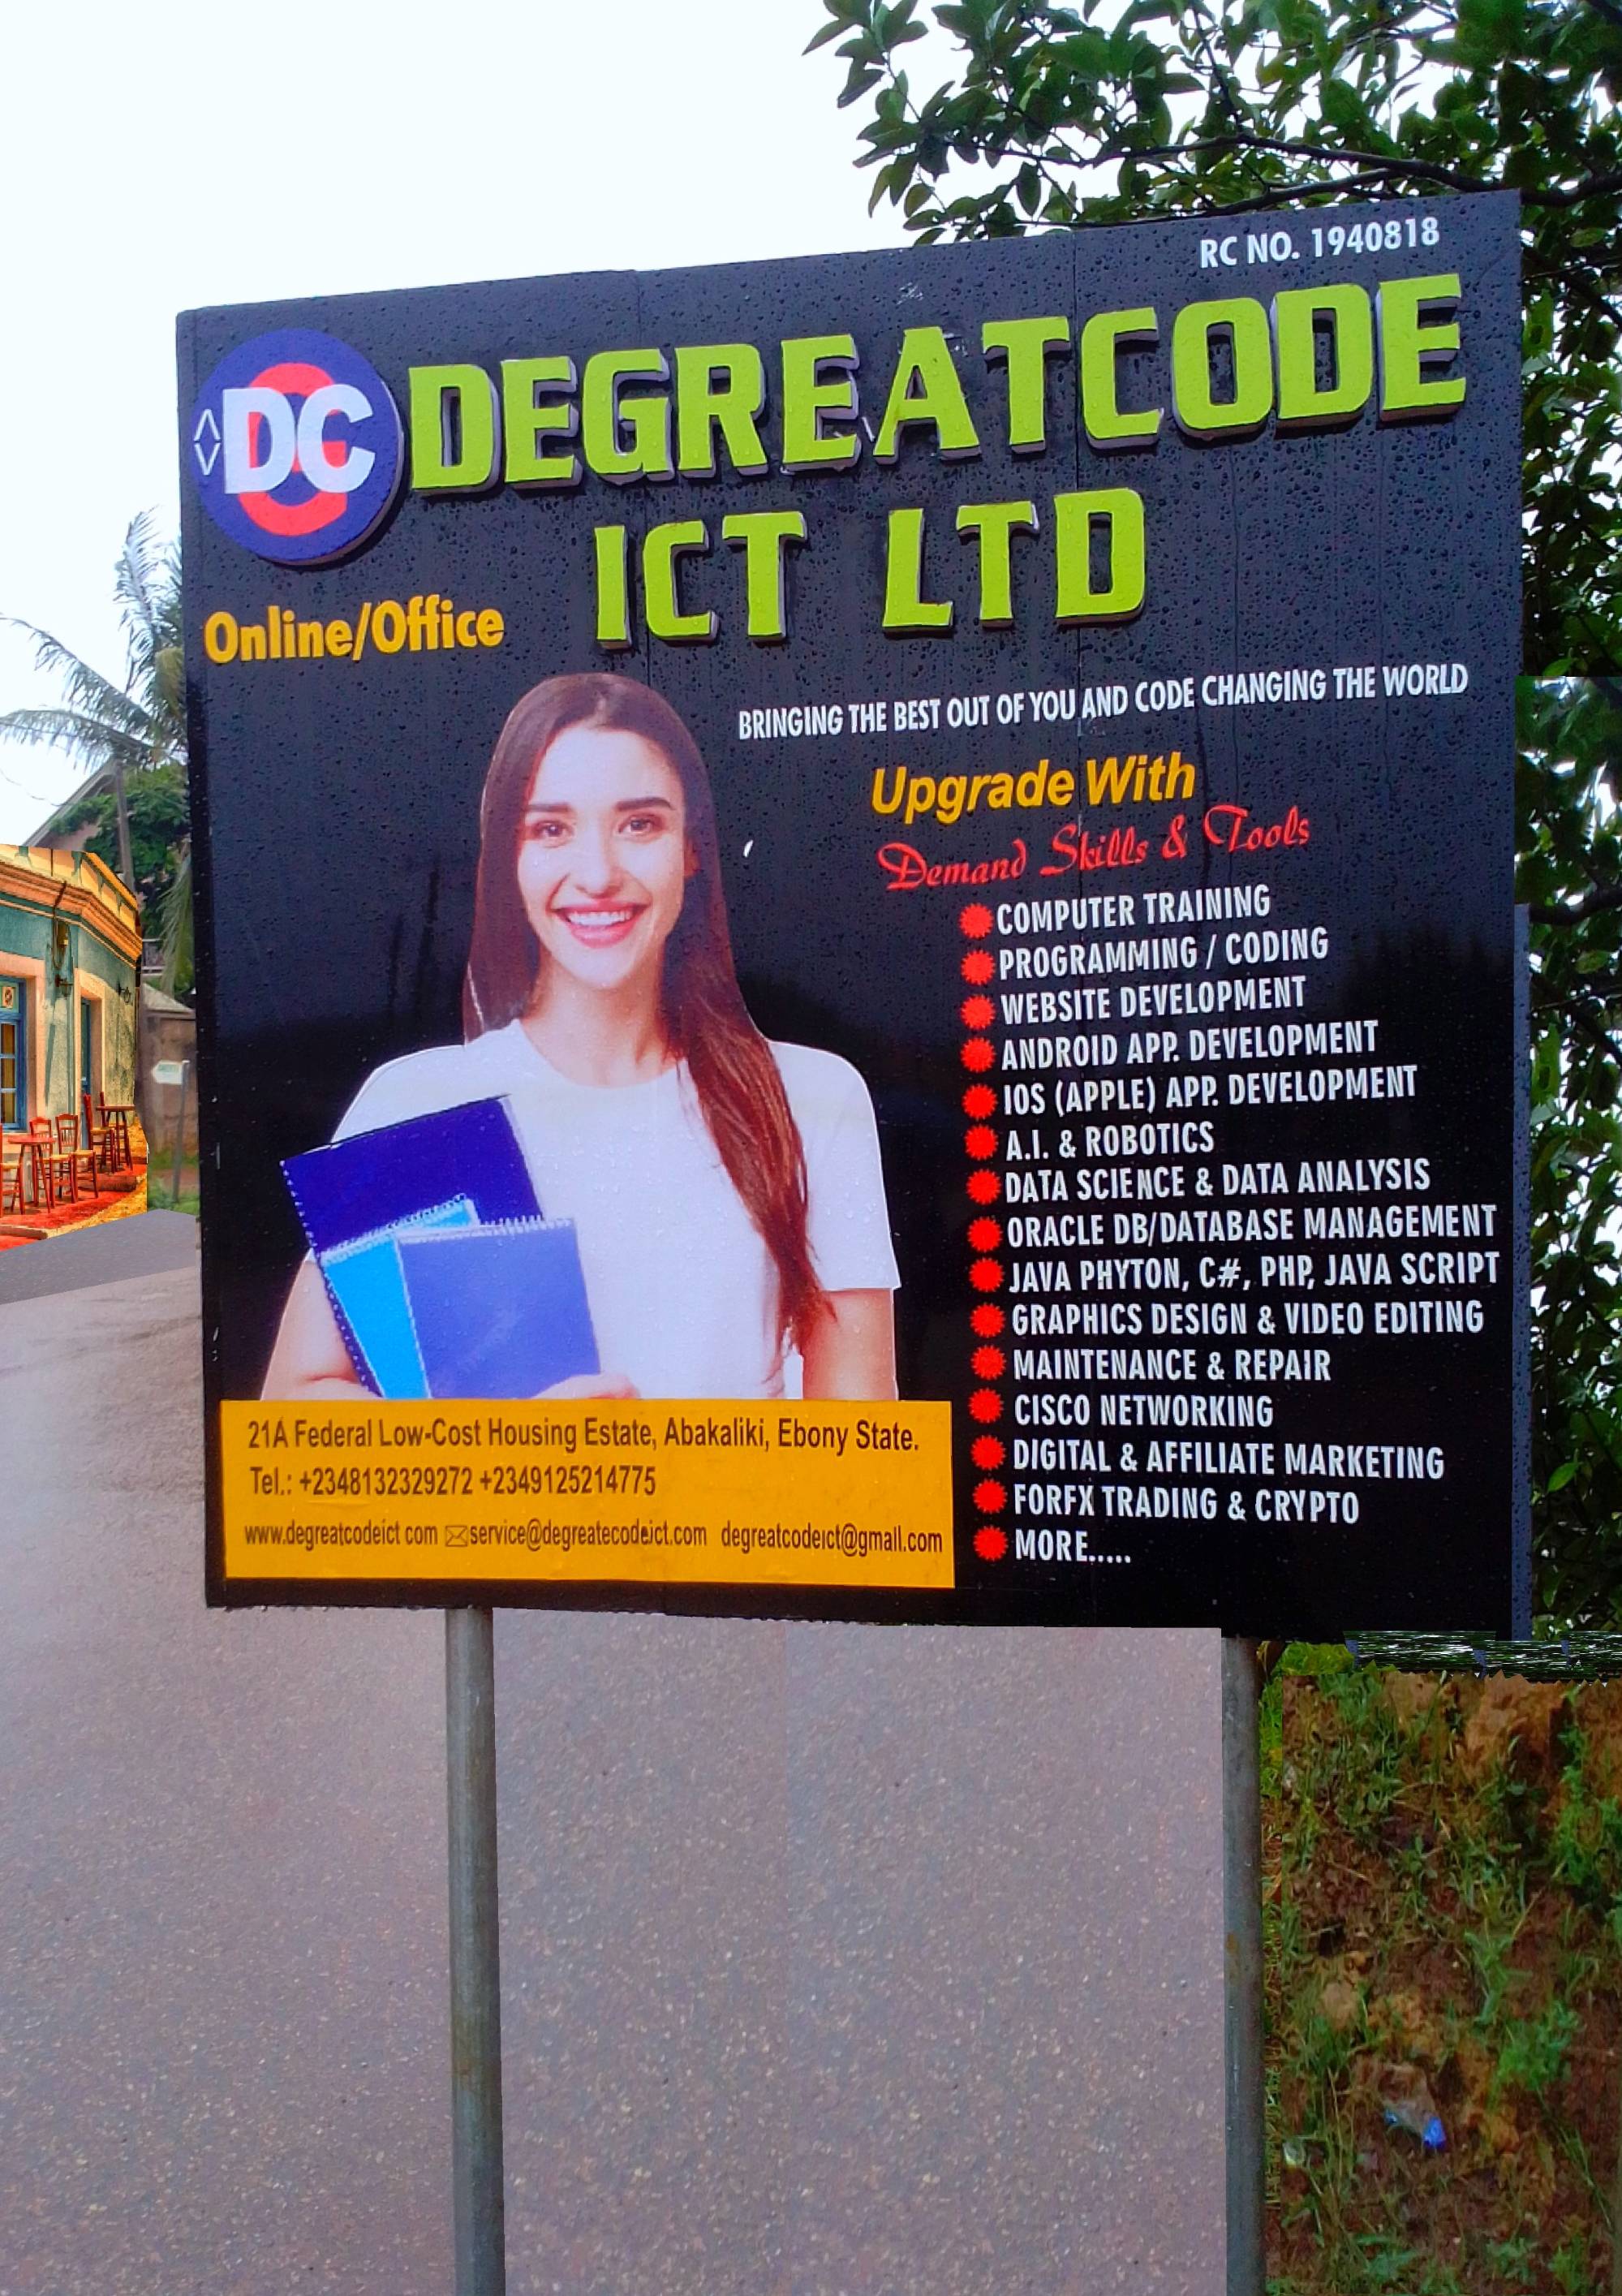 RC NO. 1940818
DC
DEGREATCODE
ICT LTD
Online/Office
BRINGING THE BEST OUT OF YOU AND CODE CHANGING THE WORLD
Upgrade With
Demand Skills & Tools
COMPUTER TRAINING
PROGRAMMING / CODING
WEBSITE DEVELOPMENT
ANDROID APP. DEVELOPMENT
IOS (APPLE) APP. DEVELOPMENT
A.I. & ROBOTICS
DATA SCIENCE & DATA ANALYSIS
ORACLE DB/DATABASE MANAGEMENT
JAVA PHYTON, C#, PHP, JAVA SCRIPT
GRAPHICS DESIGN & VIDEO EDITING
MAINTENANCE & REPAIR
CISCO NETWORKING
DIGITAL & AFFILIATE MARKETING
FORFX TRADING & CRYPTO
MORE.....
21A Federal Low-Cost Housing Estate, Abakaliki, Ebony State.
Tel.: +2348132329272 +2349125214775
www.degreatcodeict com service@degreatecodeict.com degreatcodeict@gmail.com